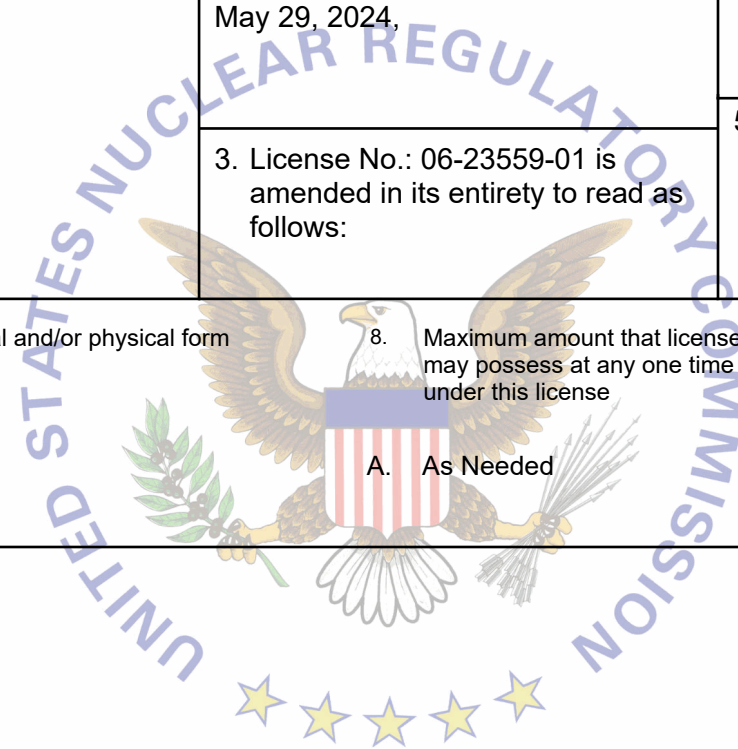 May 29, 2024,
3. License No.: 06-23559-01 is
amended in its entirety to read as
follows:
and/or physical form
8. Maximum amount that
may possess at any one time
under this license
A. As Needed
UNITED STATES NUCLEAR REGULATORY COMMISSION